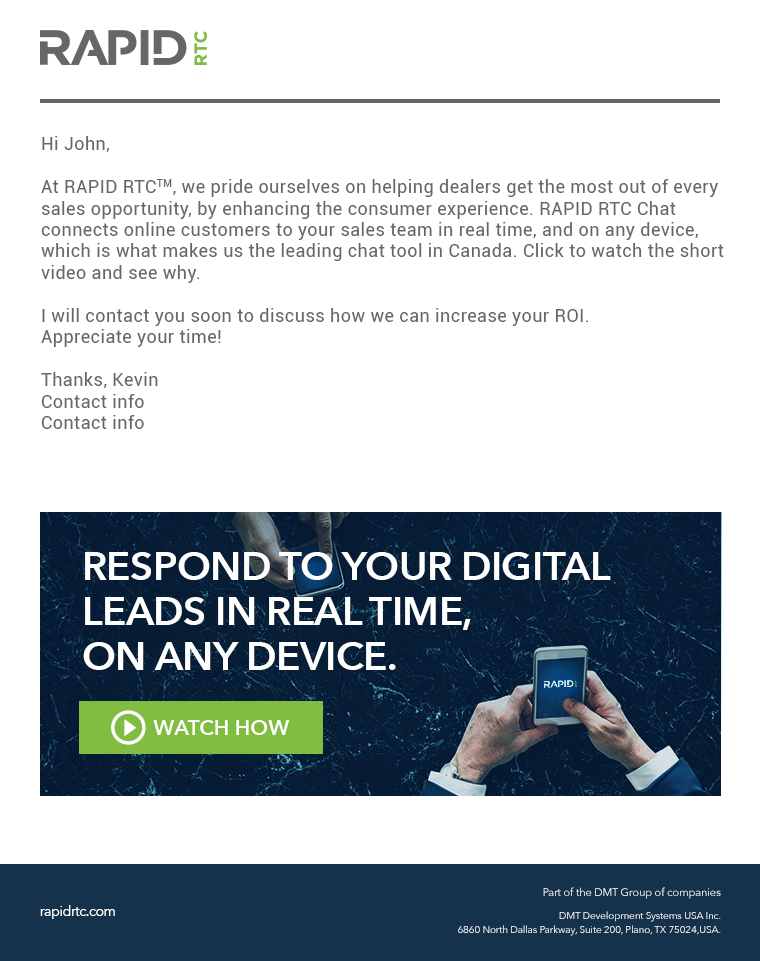 RAPID RTC
Hi John,
At RAPID RTC™, we pride ourselves on helping dealers get the most out of every
sales opportunity, by enhancing the consumer experience. RAPID RTC Chat
connects online customers to your sales team in real time, and on any device,
which is what makes us the leading chat tool in Canada. Click to watch the short
video and see why.
I will contact you soon to discuss how we can increase your ROI.
Appreciate your time!
Thanks, Kevin
Contact info
Contact info
RESPOND TO YOUR DIGITAL
LEADS IN REAL TIME,
ON ANY DEVICE.
RAPID
WATCH HOW
Part of the DMT Group of companies
rapidrtc.com
DMT Development Systems USA Inc.
6860 North Dallas Parkway, Suite 200, Plano, TX 75024,USA.